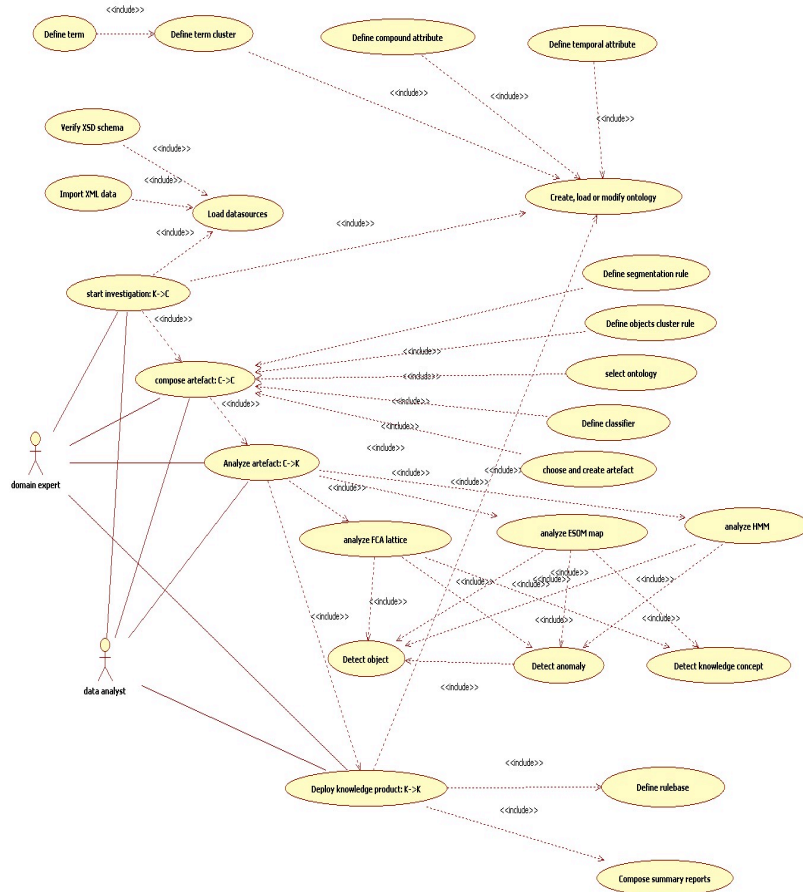 <<include>>
Define term
Define term cluster
Define compound attribute
Define temporal attribute
<<include>>
<<include>>
<<include>>
Verify XSD schema
<<include>>
Import XML data
<<include>>
Load datasources
Create, load or modify ontology
<<include>>
<<include>>
start investigation: K->C
Define segmentation rule
<<include>>
Define objects cluster rule
<<include>>
compose artefact: C->C
<<include>>
select ontology
<<include>>
<<include>>
Define classifier
<<include>>
<<include>>
domain expert
Analyze artefact: C->K
choose and create artefact
<<include>>
<<include>>
<<include>>
analyze FCA lattice
analyze ESOM map
analyze HMM
<<include>>
<<include>>
<<include>>
<<include>>
<<include>>
<<include>>
<<include>>
<<include>>
<<include>>
Detect object
Detect anomaly
Detect knowledge concept
data analyst
<<include>>
<<include>>
Deploy knowledge product: K->K
Define rulebase
<<include>>
Compose summary reports